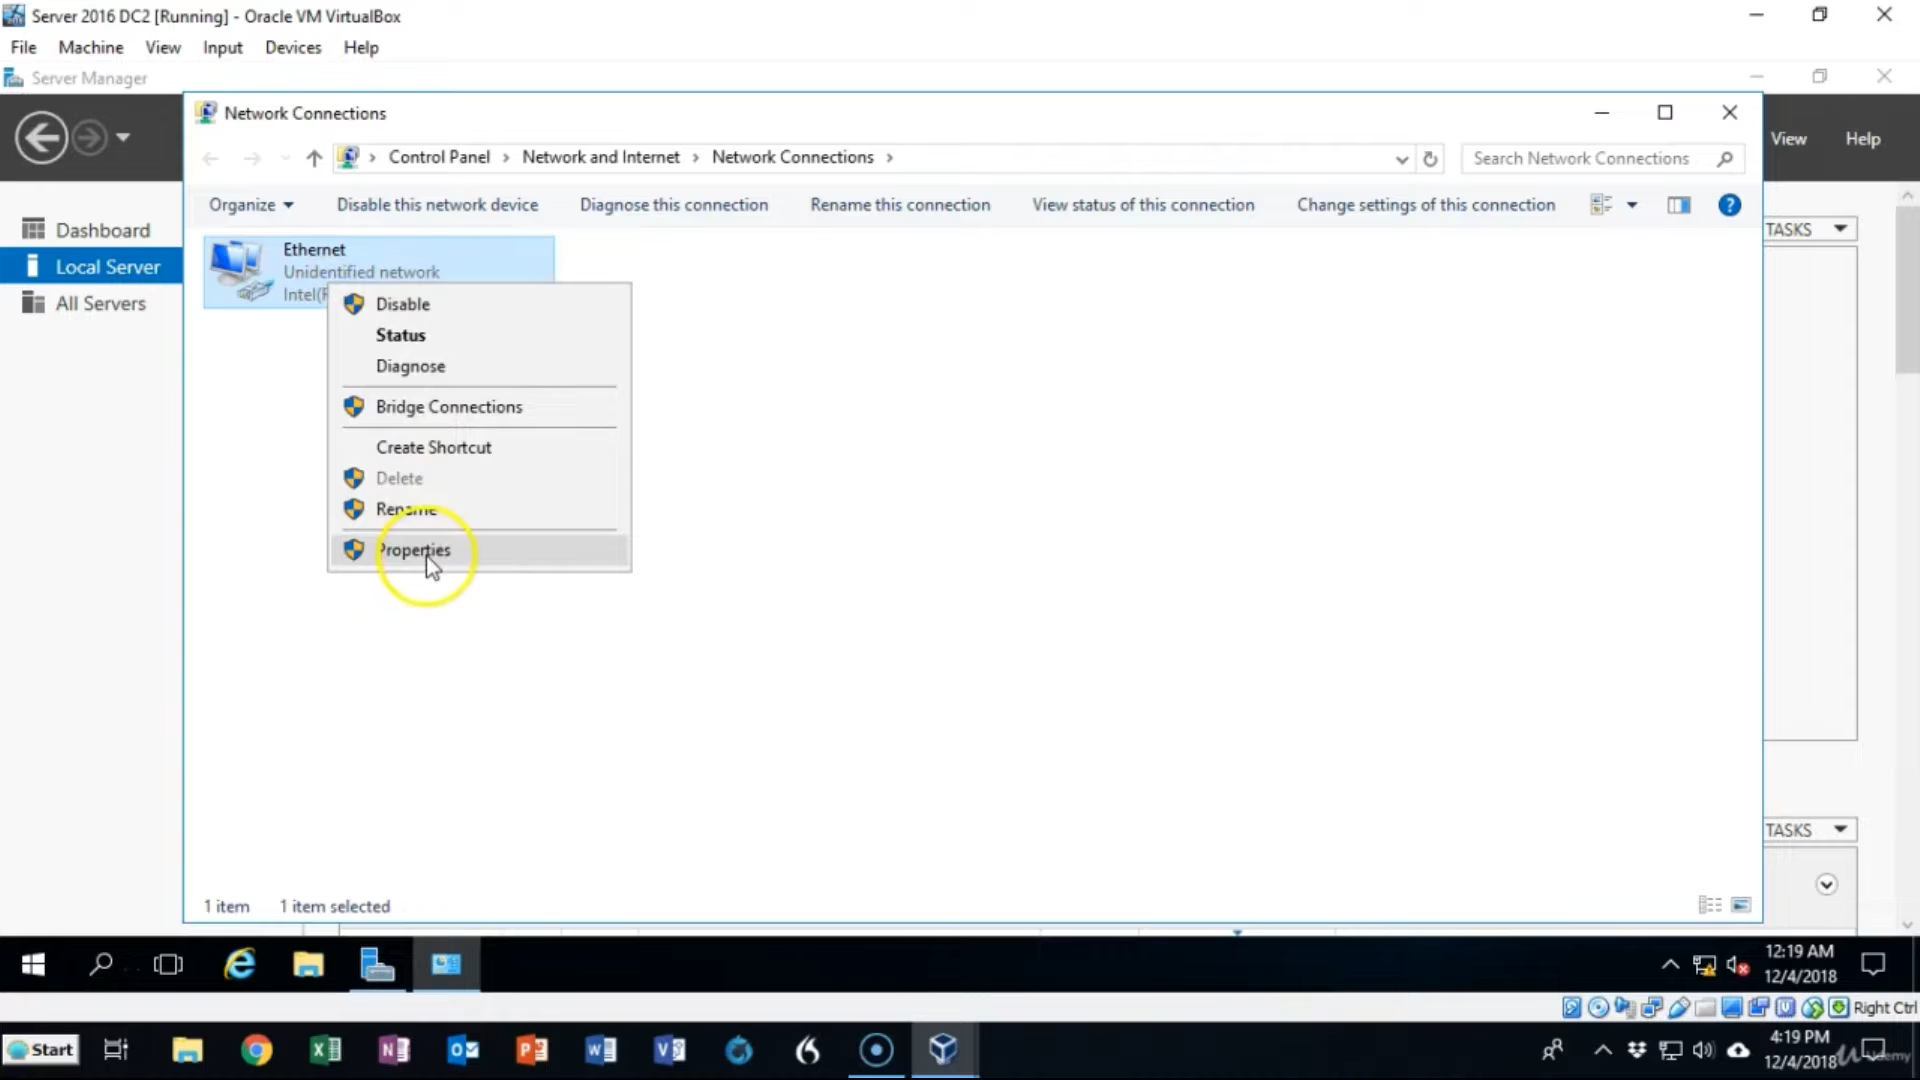 Server 2016 DC2 [Running] - Oracle VM VirtualBox
File Machine View Input Devices Help
Server Manager
Network Connections
View Help
Control Panel Network and Internet Network Connections
Search Network Connections
Organize Disable this network device Diagnose this connection Rename this connection View status of this connection Change settings of this connection
Dashboard
Local Server
All Servers
TASKS
Ethernet
Unidentified network
Intel(
Disable
Status
Diagnose
Bridge Connections
Create Shortcut
Delete
Rename
Properties
TASKS
1 item 1 item selected
12:19 AM
12/4/2018
Right Ctrl
Start
4:19 PM
12/4/2018
Udemy